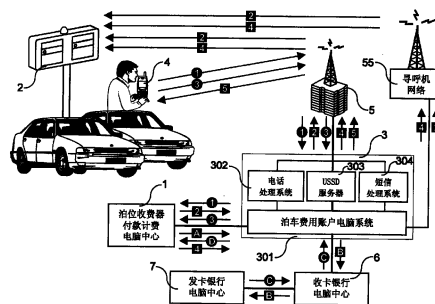 2
4
2
4
55
寻呼机
网络
4
2
1
3
5
5
1
2
3
4
5
4
3
302
303
304
电话
处理系统
USSD
服务器
短信
处理系统
1
泊位收费器
付款计费
电脑中心
1
2
3
A
D
4
泊车费用账户电脑系统
301
C
B
7
发卡银行
电脑中心
C
B
6
收卡银行
电脑中心